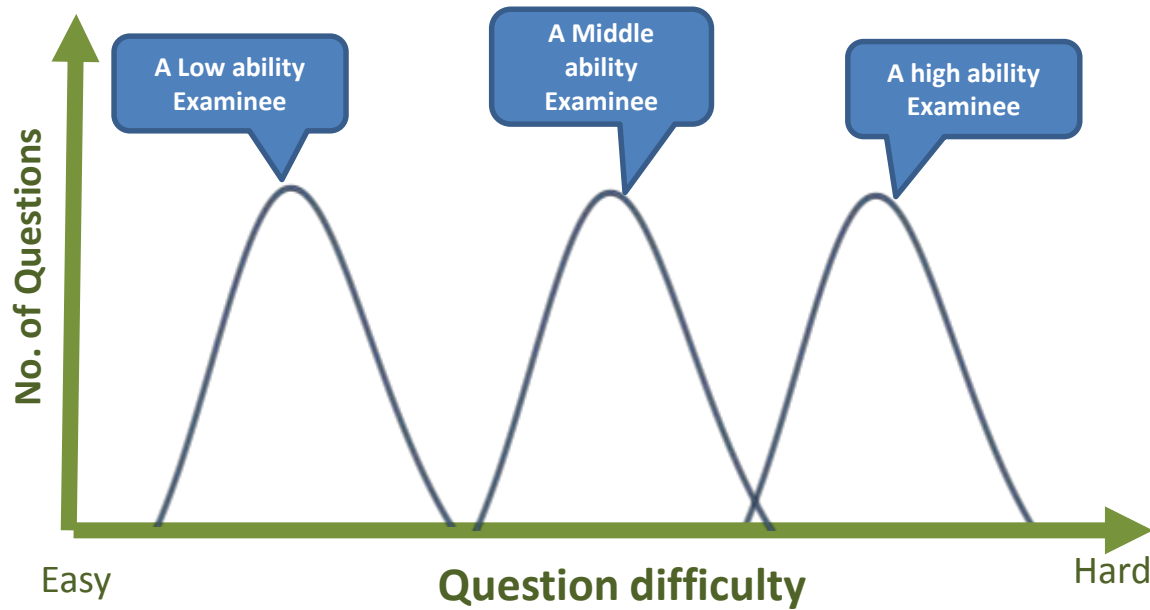 A Low ability
Examinee
A Middle
ability
Examinee
A high ability
Examinee
No. of Questions
Easy
Question difficulty
Hard